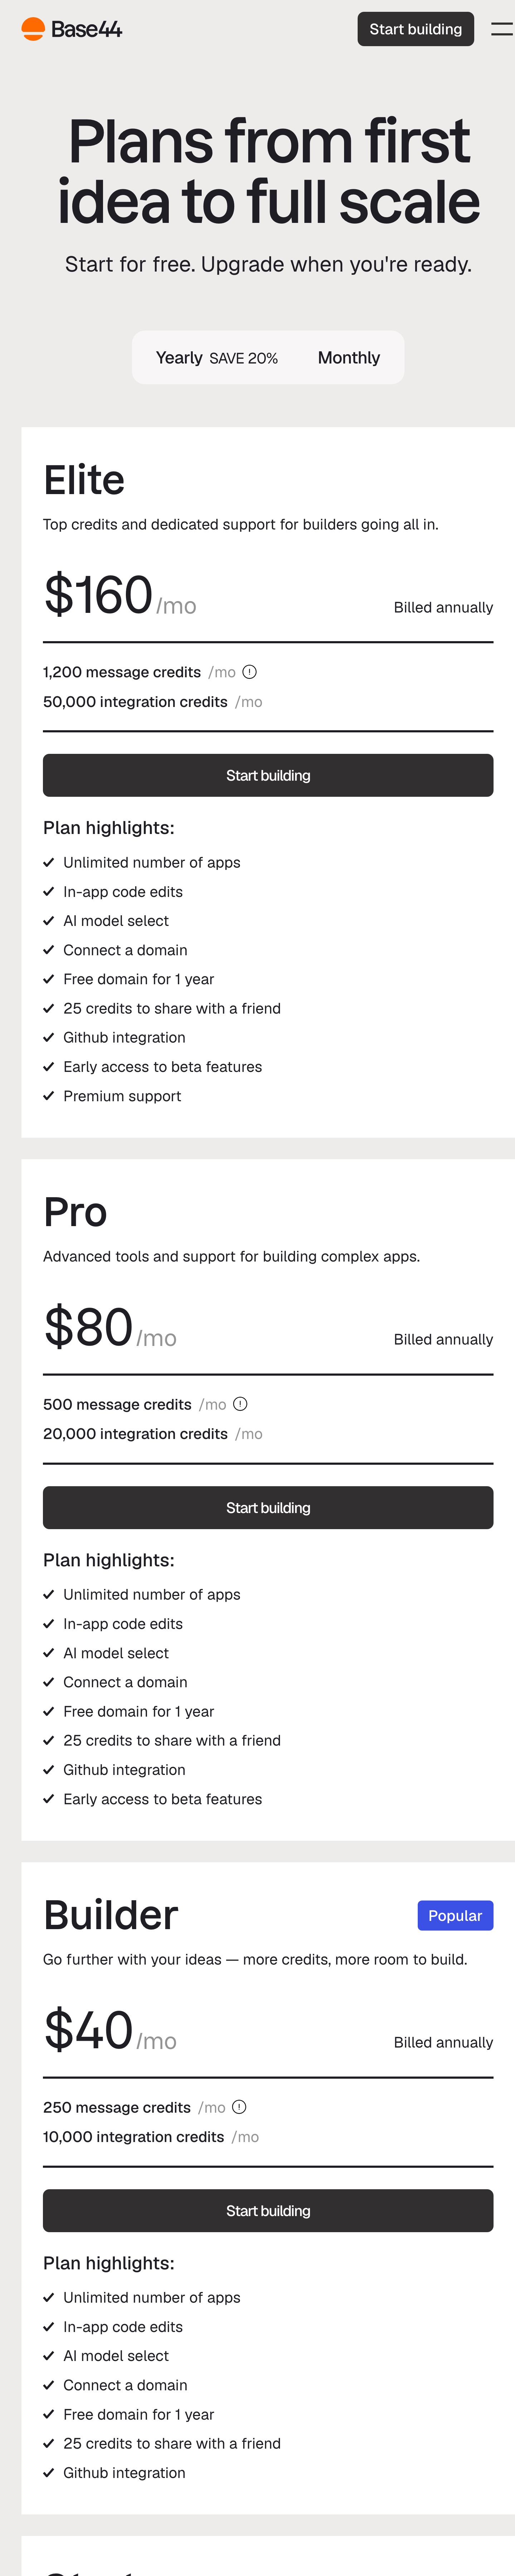 Base44
Start building
Plans from first
idea to full scale
Start for free. Upgrade when you're ready.
Yearly SAVE 20% Monthly
Elite
Top credits and dedicated support for builders going all in.
$160/mo Billed annually
1,200 message credits /mo
50,000 integration credits /mo
Start building
Plan highlights:
Unlimited number of apps
In-app code edits
AI model select
Connect a domain
Free domain for 1 year
25 credits to share with a friend
Github integration
Early access to beta features
Premium support
Pro
Advanced tools and support for building complex apps.
$80/mo Billed annually
500 message credits /mo
20,000 integration credits /mo
Start building
Plan highlights:
Unlimited number of apps
In-app code edits
AI model select
Connect a domain
Free domain for 1 year
25 credits to share with a friend
Github integration
Early access to beta features
Builder
Popular
Go further with your ideas — more credits, more room to build.
$40/mo Billed annually
250 message credits /mo
10,000 integration credits /mo
Start building
Plan highlights:
Unlimited number of apps
In-app code edits
AI model select
Connect a domain
Free domain for 1 year
25 credits to share with a friend
Github integration